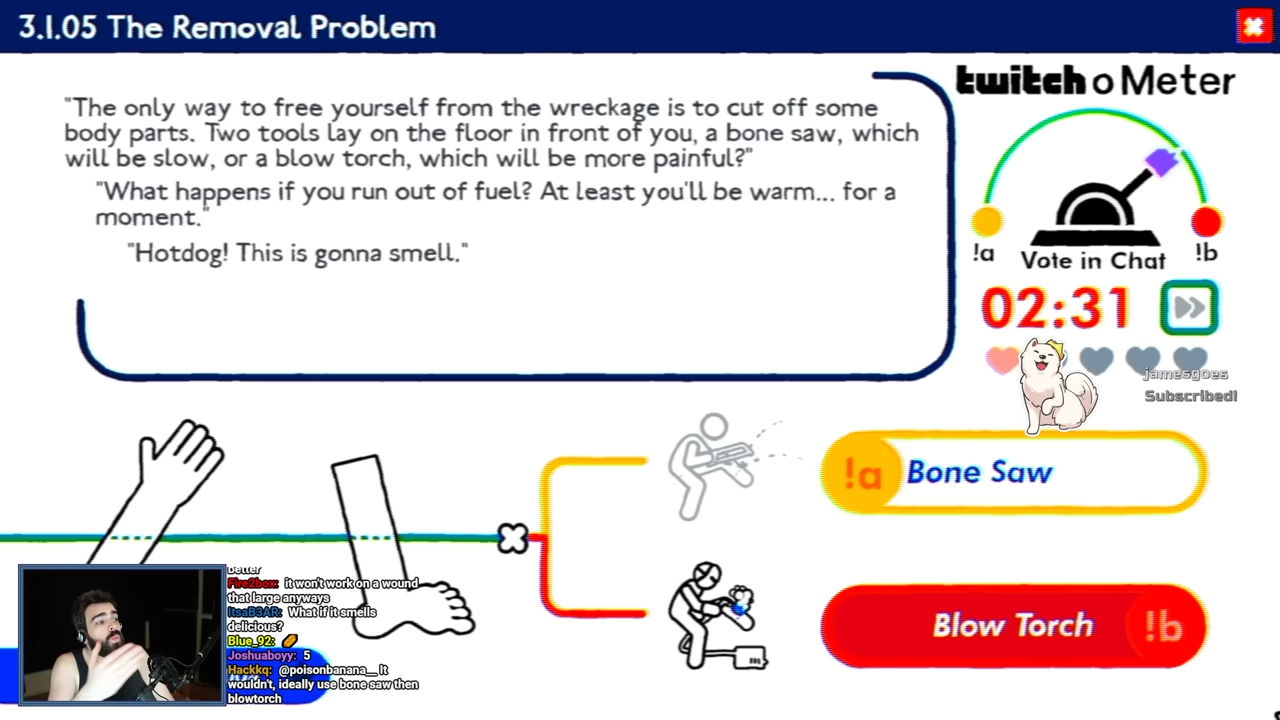 3.1.05 The Removal Problem
"The only way to free yourself from the wreckage is to cut off some
body parts. Two tools lay on the floor in front of you, a bone saw, which
will be slow, or a blow torch, which will be more painful?"
"What happens if you run out of fuel? At least you'll be warm... for a
moment."
"Hotdog! This is gonna smell."
twitch o Meter
!a
Vote in Chat
!b
02:31
jamesgoes
Subscribed!
!a Bone Saw
Blow Torch !b
better
Fire2box: it won't work on a wound
that large anyways
ItsaB3AR: What if it smells
delicious?
Blue_92:
Joshuaboyy: 5
Hackkq: @poisonbanana__ It
wouldn't, ideally use bone saw then
blowtorch